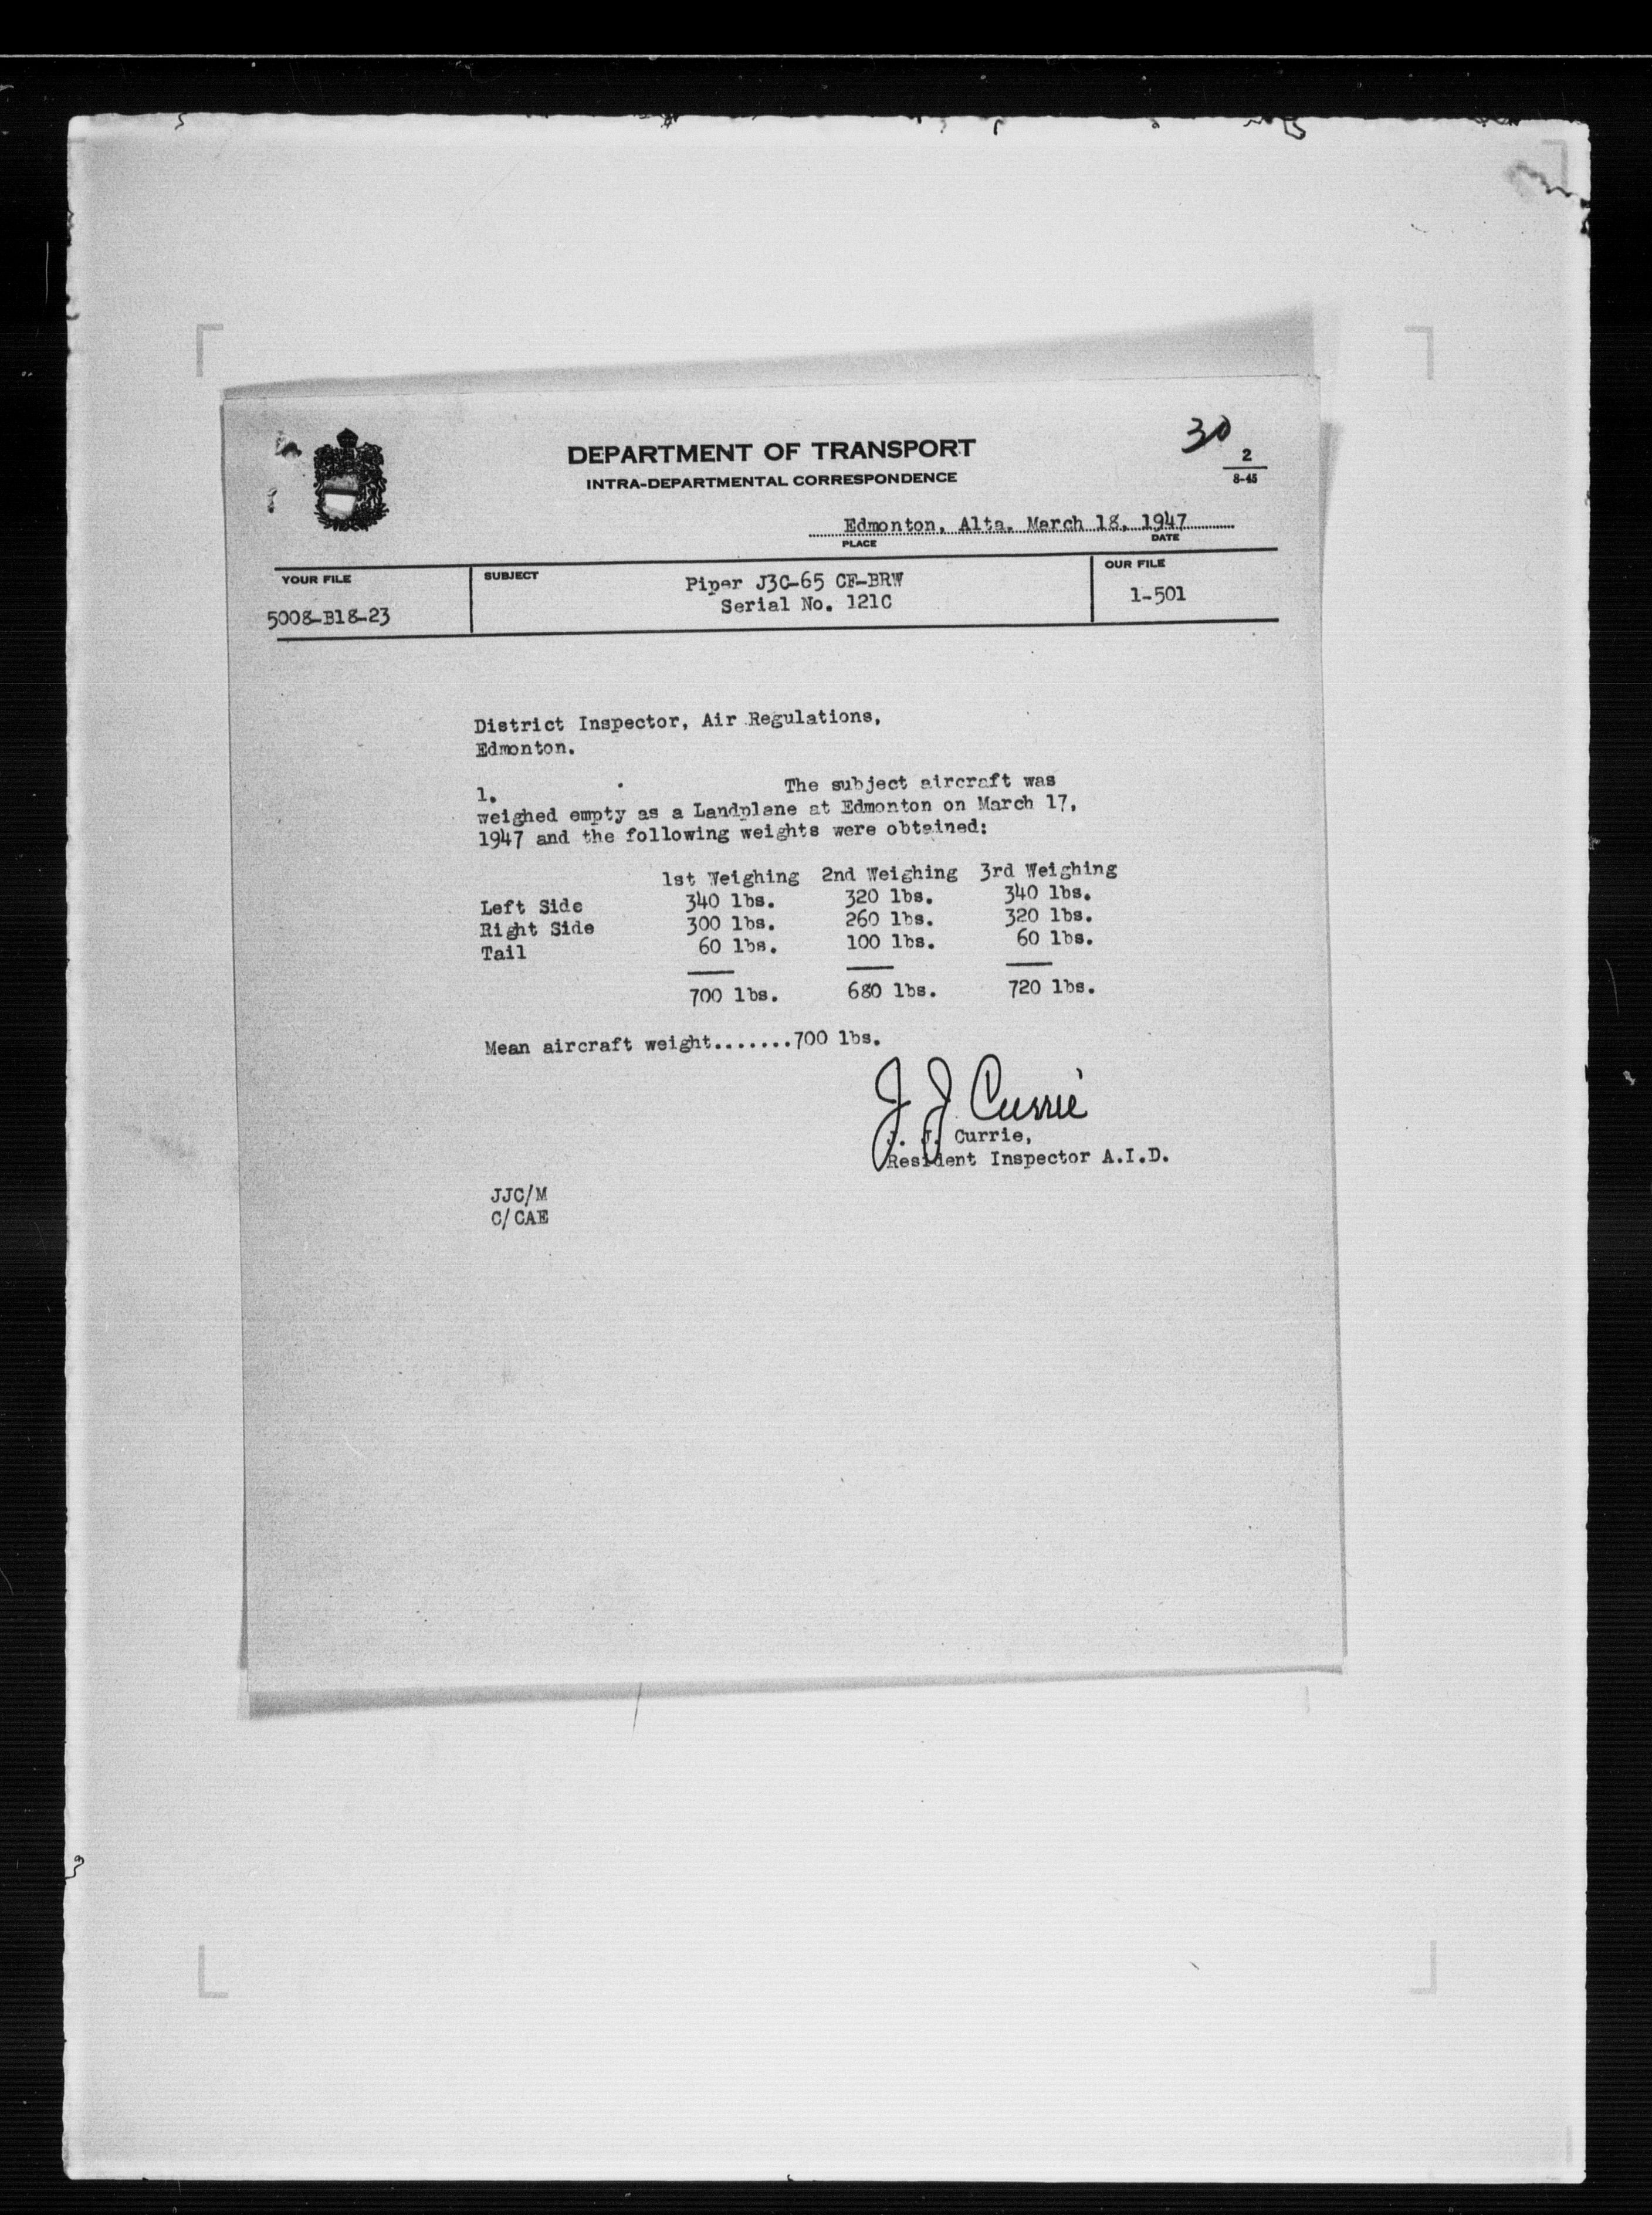 30
2
8-45
DEPARTMENT OF TRANSPORT
INTRA-DEPARTMENTAL CORRESPONDENCE
Edmonton, Alta. March 18, 1947
PLACE DATE
YOUR FILE
5008-B18-23
SUBJECT
Piper J3C-65 CF-BRW
Serial No. 121C
OUR FILE
1-501
District Inspector, Air Regulations,
Edmonton.
1. The subject aircraft was
weighed empty as a Landplane at Edmonton on March 17,
1947 and the following weights were obtained:
1st Weighing 2nd Weighing 3rd Weighing
Left Side 340 lbs. 320 lbs. 340 lbs.
Right Side 300 lbs. 260 lbs. 320 lbs.
Tail 60 lbs. 100 lbs. 60 lbs.
700 lbs. 680 lbs. 720 lbs.
Mean aircraft weight.......700 lbs.
J J Currie
J. J. Currie,
Resident Inspector A.I.D.
JJC/M
C/CAE